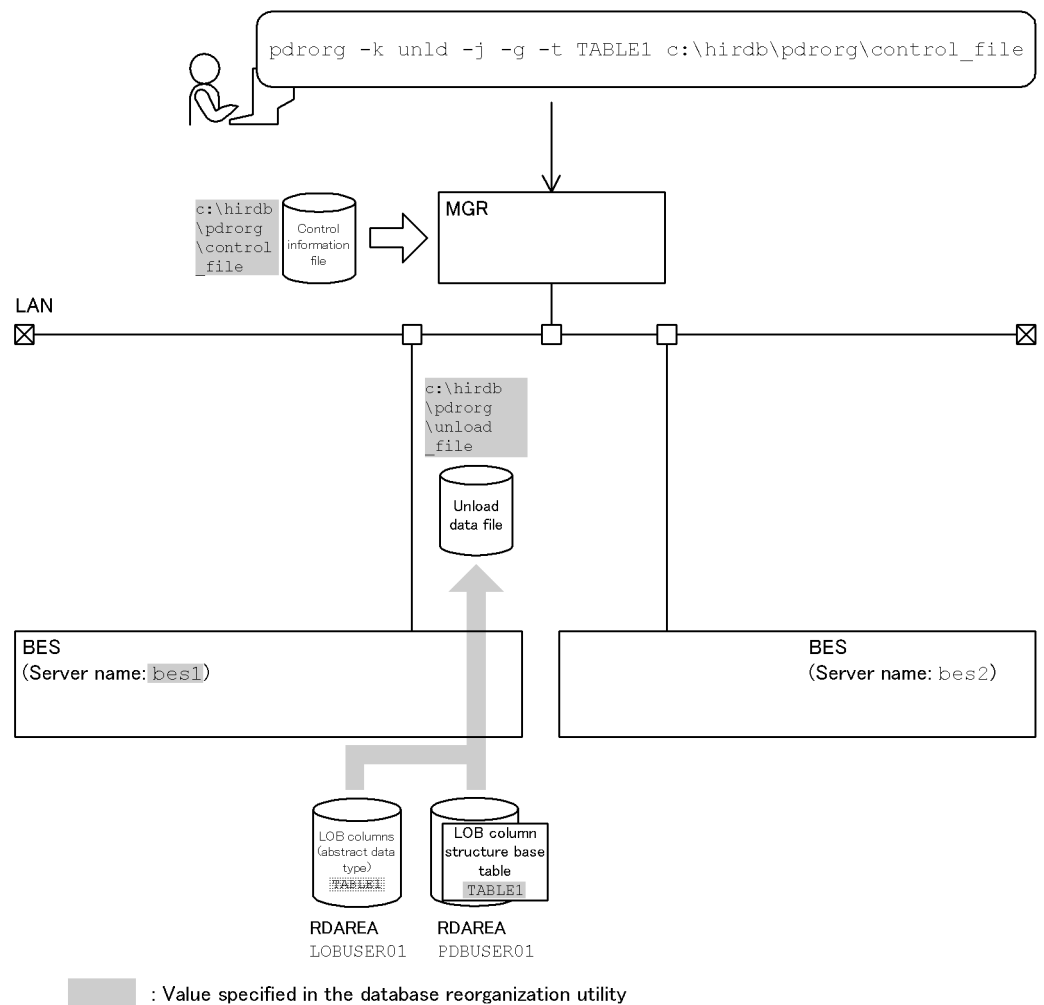 pdrorg -k unld -j -g -t TABLE1 c:\hirdb\pdrorg\control_file
c:\hirdb
\pdrorg
\control
_file
Control
information
file
MGR
LAN
c:\hirdb
\pdrorg
\unload
_file
Unload
data file
BES
(Server name: bes1)
BES
(Server name: bes2)
LOB columns
(abstract data
type)
TABLE1
LOB column
structure base
table
TABLE1
RDAREA
LOBUSER01
RDAREA
PDBUSER01
: Value specified in the database reorganization utility